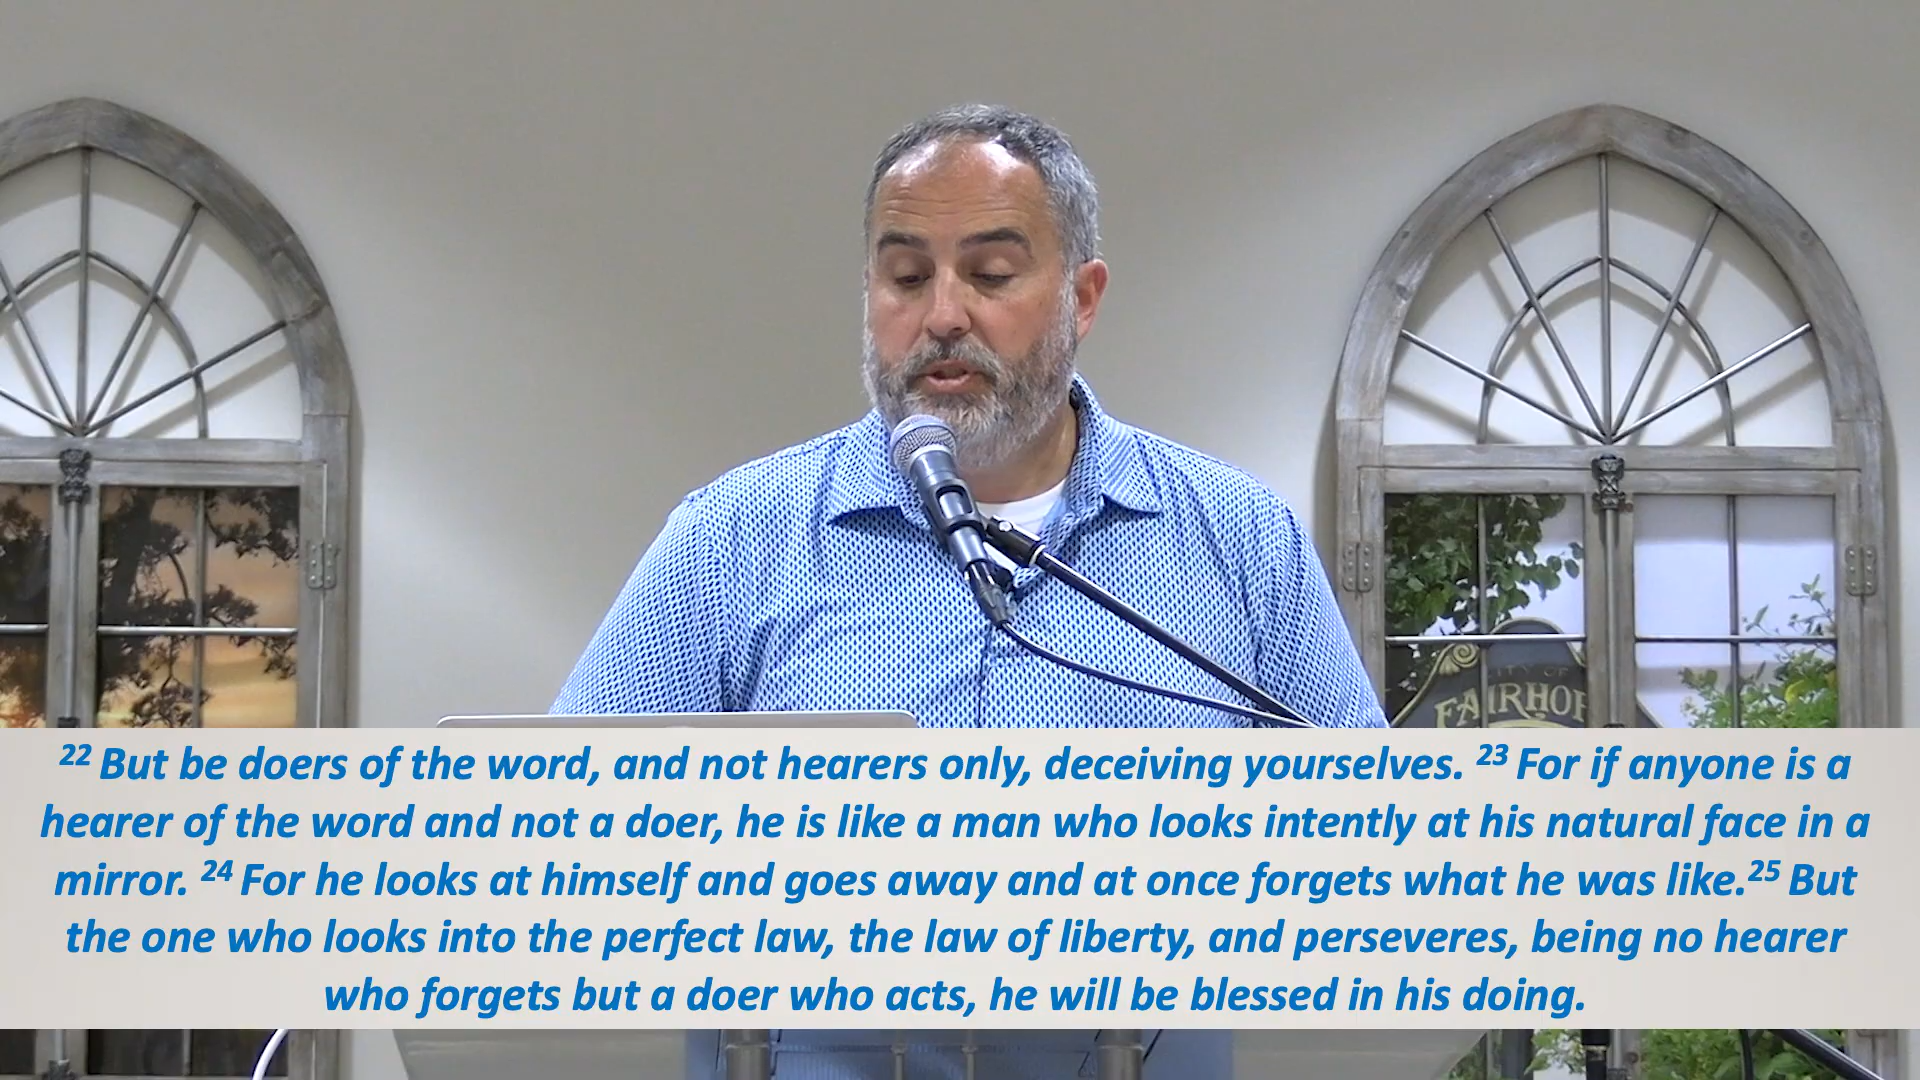 CITY OF
FAIRHOP
22 But be doers of the word, and not hearers only, deceiving yourselves. 23 For if anyone is a
hearer of the word and not a doer, he is like a man who looks intently at his natural face in a
mirror. 24 For he looks at himself and goes away and at once forgets what he was like.25 But
the one who looks into the perfect law, the law of liberty, and perseveres, being no hearer
who forgets but a doer who acts, he will be blessed in his doing.